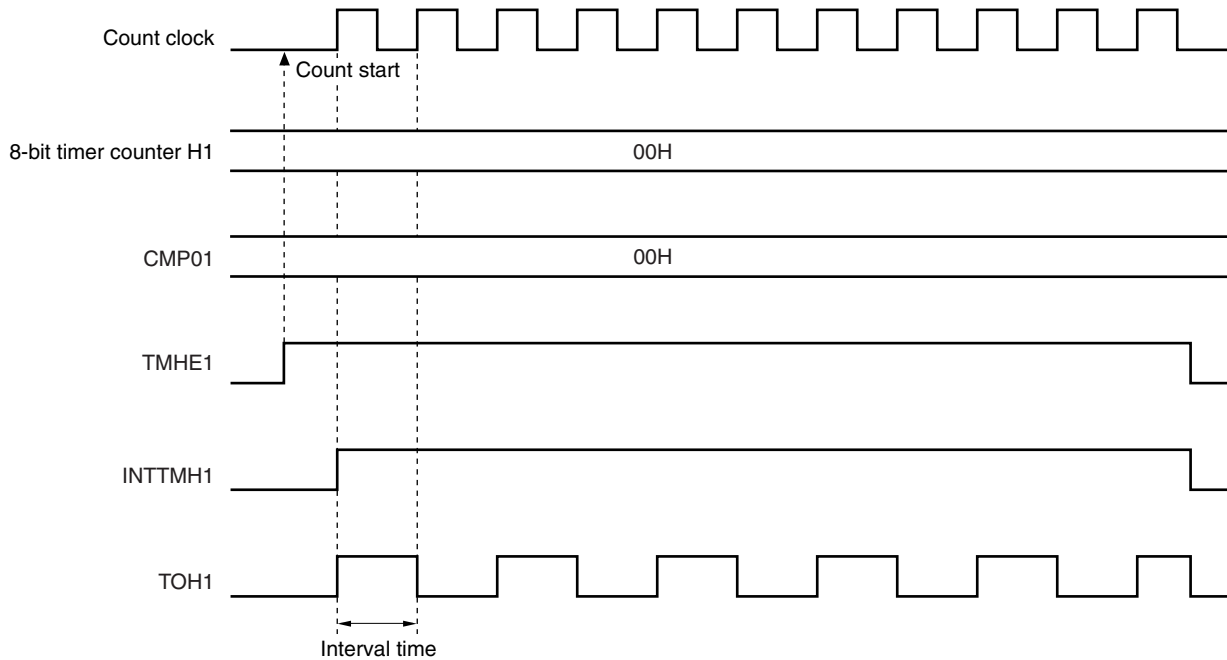 Count clock
Count start
8-bit timer counter H1
00H
CMP01
00H
TMHE1
INTTMH1
TOH1
Interval time